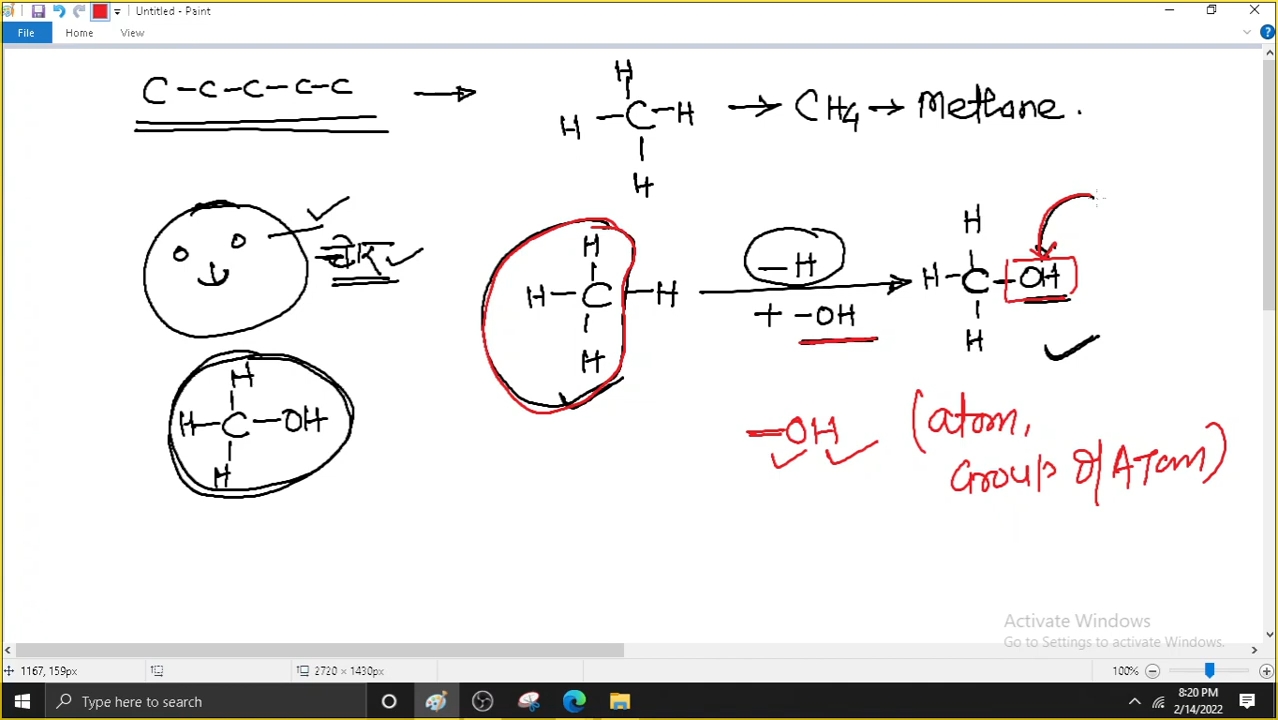 Untitled - Paint
File Home View
C - C - C - C - C →
H
H - C - H → CH4 → Methane.
H
H
H - C - H
H
- H
+ - OH
H
H - C - OH
H
H
H - C - OH
H
- OH (atom,
Group of Atom)
Activate Windows
Go to Settings to activate Windows.
1167, 159px 2720 × 1430px 100%
Type here to search
8:20 PM
2/14/2022